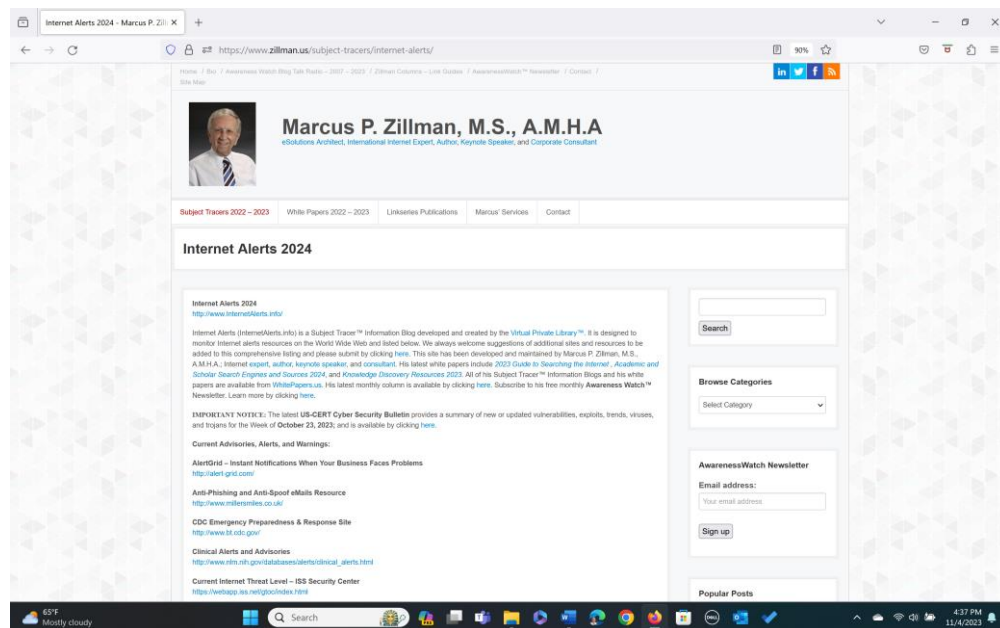 Internet Alerts 2024 - Marcus P. Zill
https://www.zillman.us/subject-tracers/internet-alerts/
90%
Home / Bio / Awareness Watch Blog Talk Radio – 2007 – 2023 / Zillman Columns – Live Guides / AwarenessWatch™ Newsletter / Contact /
Site Map
Marcus P. Zillman, M.S., A.M.H.A
eSolutions Architect, International Internet Expert, Author, Keynote Speaker, and Corporate Consultant
Subject Tracers 2022 – 2023
White Papers 2022 – 2023
Linkseries Publications
Marcus' Services
Contact
Internet Alerts 2024
Internet Alerts 2024
http://www.InternetAlerts.info/
Internet Alerts (InternetAlerts.info) is a Subject Tracer™ Information Blog developed and created by the Virtual Private Library™. It is designed to
monitor Internet alerts resources on the World Wide Web and listed below. We always welcome suggestions of additional sites and resources to be
added to this comprehensive listing and please submit by clicking here. This site has been developed and maintained by Marcus P. Zillman, M.S.,
A.M.H.A.; Internet expert, author, keynote speaker, and consultant. His latest white papers include 2023 Guide to Searching the Internet , Academic and
Scholar Search Engines and Sources 2024, and Knowledge Discovery Resources 2023. All of his Subject Tracer™ Information Blogs and his white
papers are available from WhitePapers.us. His latest monthly column is available by clicking here. Subscribe to his free monthly Awareness Watch™
Newsletter. Learn more by clicking here.
IMPORTANT NOTICE: The latest US-CERT Cyber Security Bulletin provides a summary of new or updated vulnerabilities, exploits, trends, viruses,
and trojans for the Week of October 23, 2023; and is available by clicking here.
Current Advisories, Alerts, and Warnings:
AlertGrid – Instant Notifications When Your Business Faces Problems
http://alert-grid.com/
Anti-Phishing and Anti-Spoof eMails Resource
http://www.millersmiles.co.uk/
CDC Emergency Preparedness & Response Site
http://www.bt.cdc.gov/
Clinical Alerts and Advisories
http://www.nlm.nih.gov/databases/alerts/clinical_alerts.html
Current Internet Threat Level – ISS Security Center
https://webapp.iss.net/gtoc/index.html
Search
Browse Categories
Select Category
AwarenessWatch Newsletter
Email address:
Your email address
Sign up
Popular Posts
65°F
Mostly cloudy
Search
4:37 PM
11/4/2023